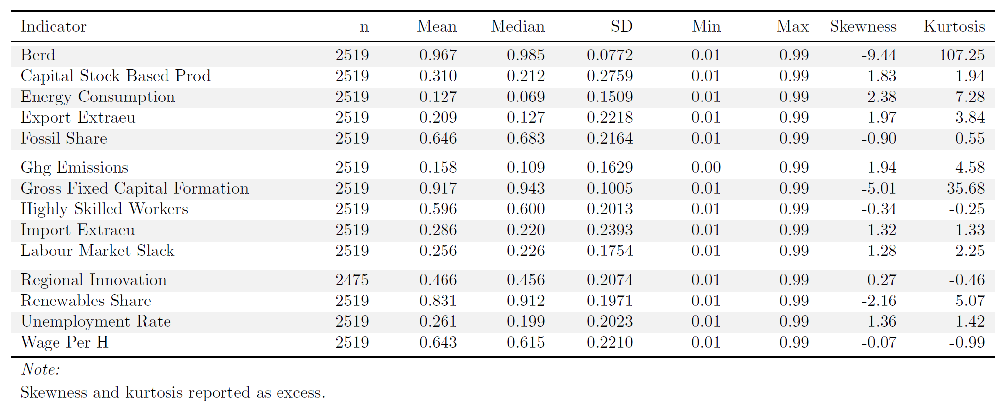 Indicator n Mean Median SD Min Max Skewness Kurtosis
Berd 2519 0.967 0.985 0.0772 0.01 0.99 -9.44 107.25
Capital Stock Based Prod 2519 0.310 0.212 0.2759 0.01 0.99 1.83 1.94
Energy Consumption 2519 0.127 0.069 0.1509 0.01 0.99 2.38 7.28
Export Extraeu 2519 0.209 0.127 0.2218 0.01 0.99 1.97 3.84
Fossil Share 2519 0.646 0.683 0.2164 0.01 0.99 -0.90 0.55
Ghg Emissions 2519 0.158 0.109 0.1629 0.00 0.99 1.94 4.58
Gross Fixed Capital Formation 2519 0.917 0.943 0.1005 0.01 0.99 -5.01 35.68
Highly Skilled Workers 2519 0.596 0.600 0.2013 0.01 0.99 -0.34 -0.25
Import Extraeu 2519 0.286 0.220 0.2393 0.01 0.99 1.32 1.33
Labour Market Slack 2519 0.256 0.226 0.1754 0.01 0.99 1.28 2.25
Regional Innovation 2475 0.466 0.456 0.2074 0.01 0.99 0.27 -0.46
Renewables Share 2519 0.831 0.912 0.1971 0.01 0.99 -2.16 5.07
Unemployment Rate 2519 0.261 0.199 0.2023 0.01 0.99 1.36 1.42
Wage Per H 2519 0.643 0.615 0.2210 0.01 0.99 -0.07 -0.99
Note:
Skewness and kurtosis reported as excess.